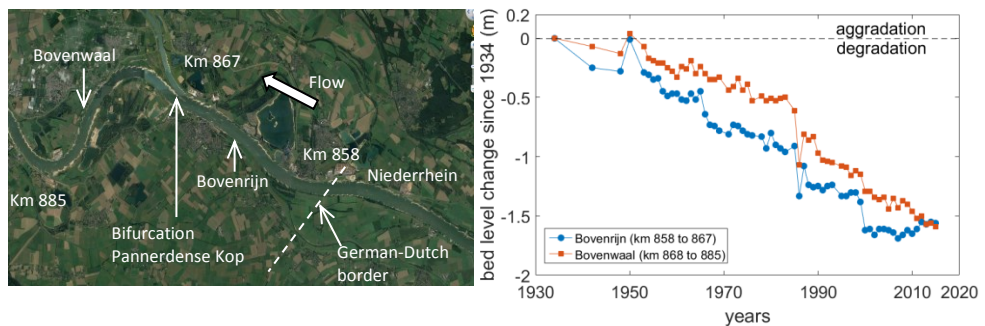 Bovenwaal
Km 867
Flow
Km 858
Niederrhein
Bovenrijn
Km 885
Bifurcation
Pannerdense Kop
German-Dutch
border
bed level change since 1934 (m)
0.2
0
-0.5
-1
-1.5
-2
aggradation
degradation
Bovenrijn (km 858 to 867)
Bovenwaal (km 868 to 885)
1930
1950
1970
1990
2010
2020
years